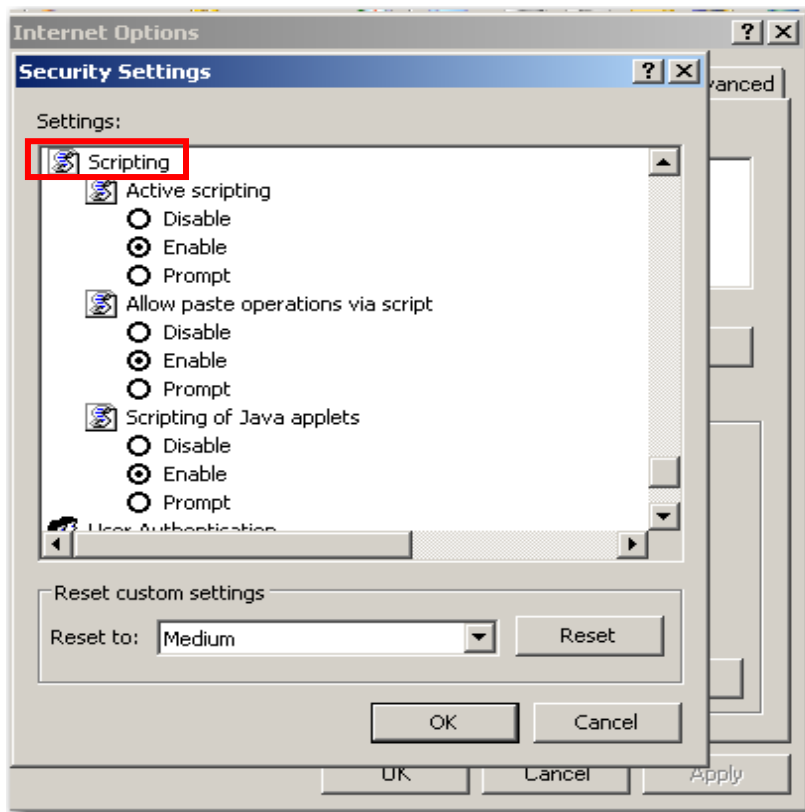 Internet Options
Security Settings
vanced
Settings:
Scripting
Active scripting
Disable
Enable
Prompt
Allow paste operations via script
Disable
Enable
Prompt
Scripting of Java applets
Disable
Enable
Prompt
User Authentication
Reset custom settings
Reset to:
Medium
Reset
OK
Cancel
OK
Cancel
Apply